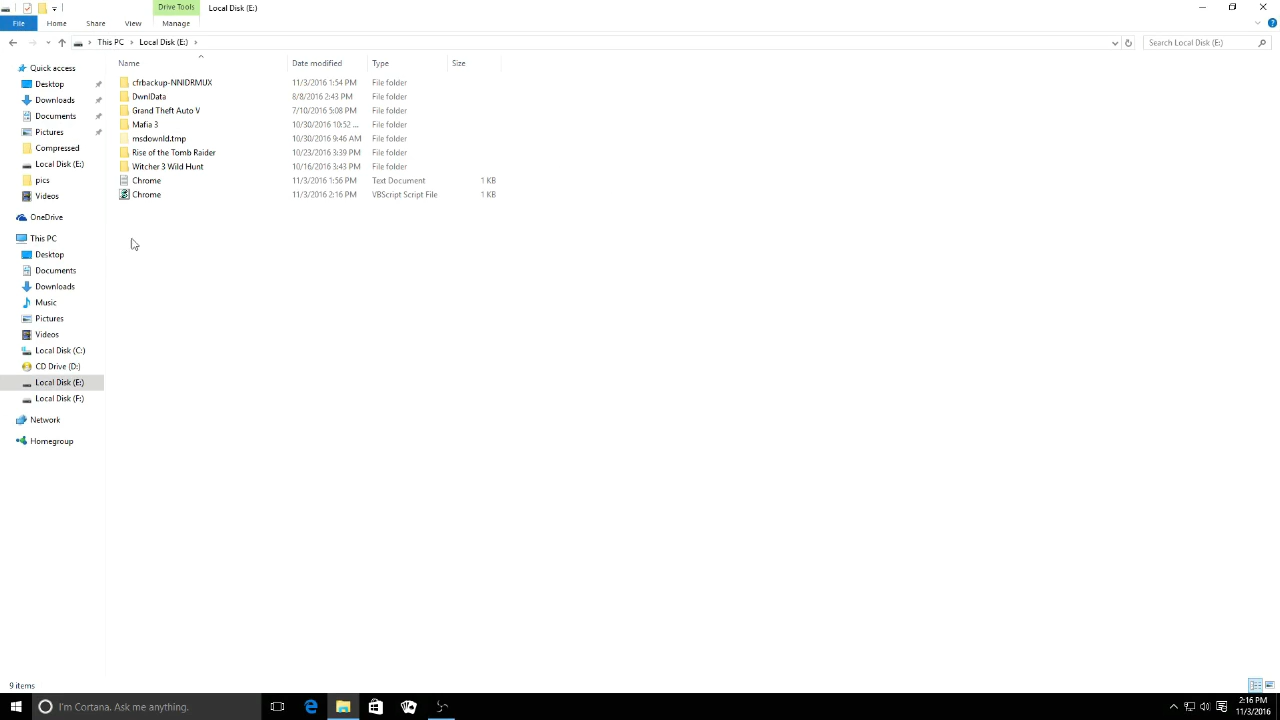 Drive Tools Local Disk (E:)
File Home Share View Manage
This PC Local Disk (E:) Search Local Disk (E:)
Name Date modified Type Size
Quick access
Desktop
Downloads
Documents
Pictures
Compressed
Local Disk (E:)
pics
Videos
OneDrive
This PC
Desktop
Documents
Downloads
Music
Pictures
Videos
Local Disk (C:)
CD Drive (D:)
Local Disk (E:)
Local Disk (F:)
Network
Homegroup
cfrbackup-NNIDRMUX 11/3/2016 1:54 PM File folder
DwnlData 8/8/2016 2:43 PM File folder
Grand Theft Auto V 7/10/2016 5:08 PM File folder
Mafia 3 10/30/2016 10:52 ... File folder
msdownld.tmp 10/30/2016 9:46 AM File folder
Rise of the Tomb Raider 10/23/2016 3:39 PM File folder
Witcher 3 Wild Hunt 10/16/2016 3:43 PM File folder
Chrome 11/3/2016 1:56 PM Text Document 1 KB
Chrome 11/3/2016 2:16 PM VBScript Script File 1 KB
9 items
I'm Cortana. Ask me anything.
2:16 PM
11/3/2016